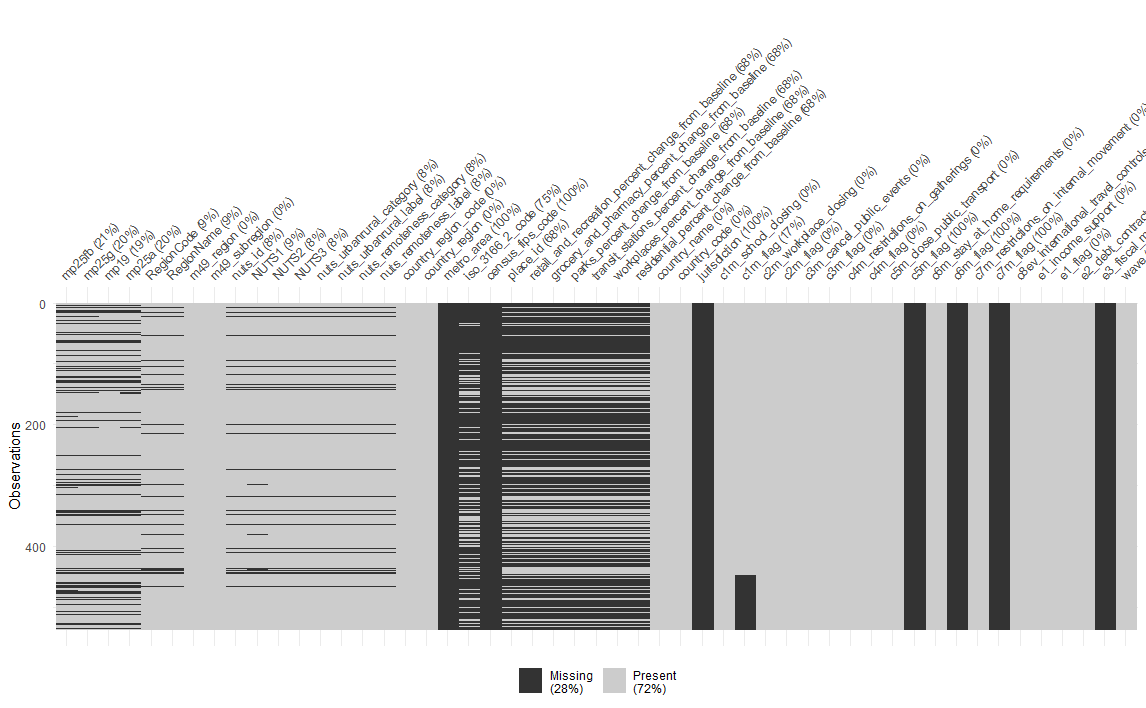 mp25fb (21%)
mp25g (20%)
mp19 (19%)
mp25a (20%)
RegionCode (9%)
RegionName (9%)
m49_region (0%)
m49_subregion (0%)
nuts_id (8%)
NUTS1 (9%)
NUTS2 (8%)
NUTS3 (8%)
nuts_urbanrural_category (8%)
nuts_urbanrural_label (8%)
nuts_remoteness_category (8%)
nuts_remoteness_label (8%)
country_region_code (0%)
country_region (0%)
metro_area (100%)
iso_3166_2_code (75%)
census_fips_code (100%)
place_id (68%)
retail_and_recreation_percent_change_from_baseline (68%)
grocery_and_pharmacy_percent_change_from_baseline (68%)
parks_percent_change_from_baseline (68%)
transit_stations_percent_change_from_baseline (68%)
workplaces_percent_change_from_baseline (68%)
residential_percent_change_from_baseline (68%)
country_name (0%)
country_code (0%)
jurisdiction (100%)
c1m_school_closing (0%)
c1m_flag (17%)
c2m_workplace_closing (0%)
c2m_flag (0%)
c3m_cancel_public_events (0%)
c3m_flag (0%)
c4m_restrictions_on_gatherings (0%)
c4m_flag (0%)
c5m_close_public_transport (0%)
c5m_flag (100%)
c6m_stay_at_home_requirements (0%)
c6m_flag (100%)
c7m_restrictions_on_internal_movement (0%
c7m_flag (100%)
c8ev_international_travel_controls
e1_income_support (0%)
e1_flag (0%)
e2_debt_contract
e3_fiscal_m
wave
0
200
400
Observations
Missing
(28%)
Present
(72%)